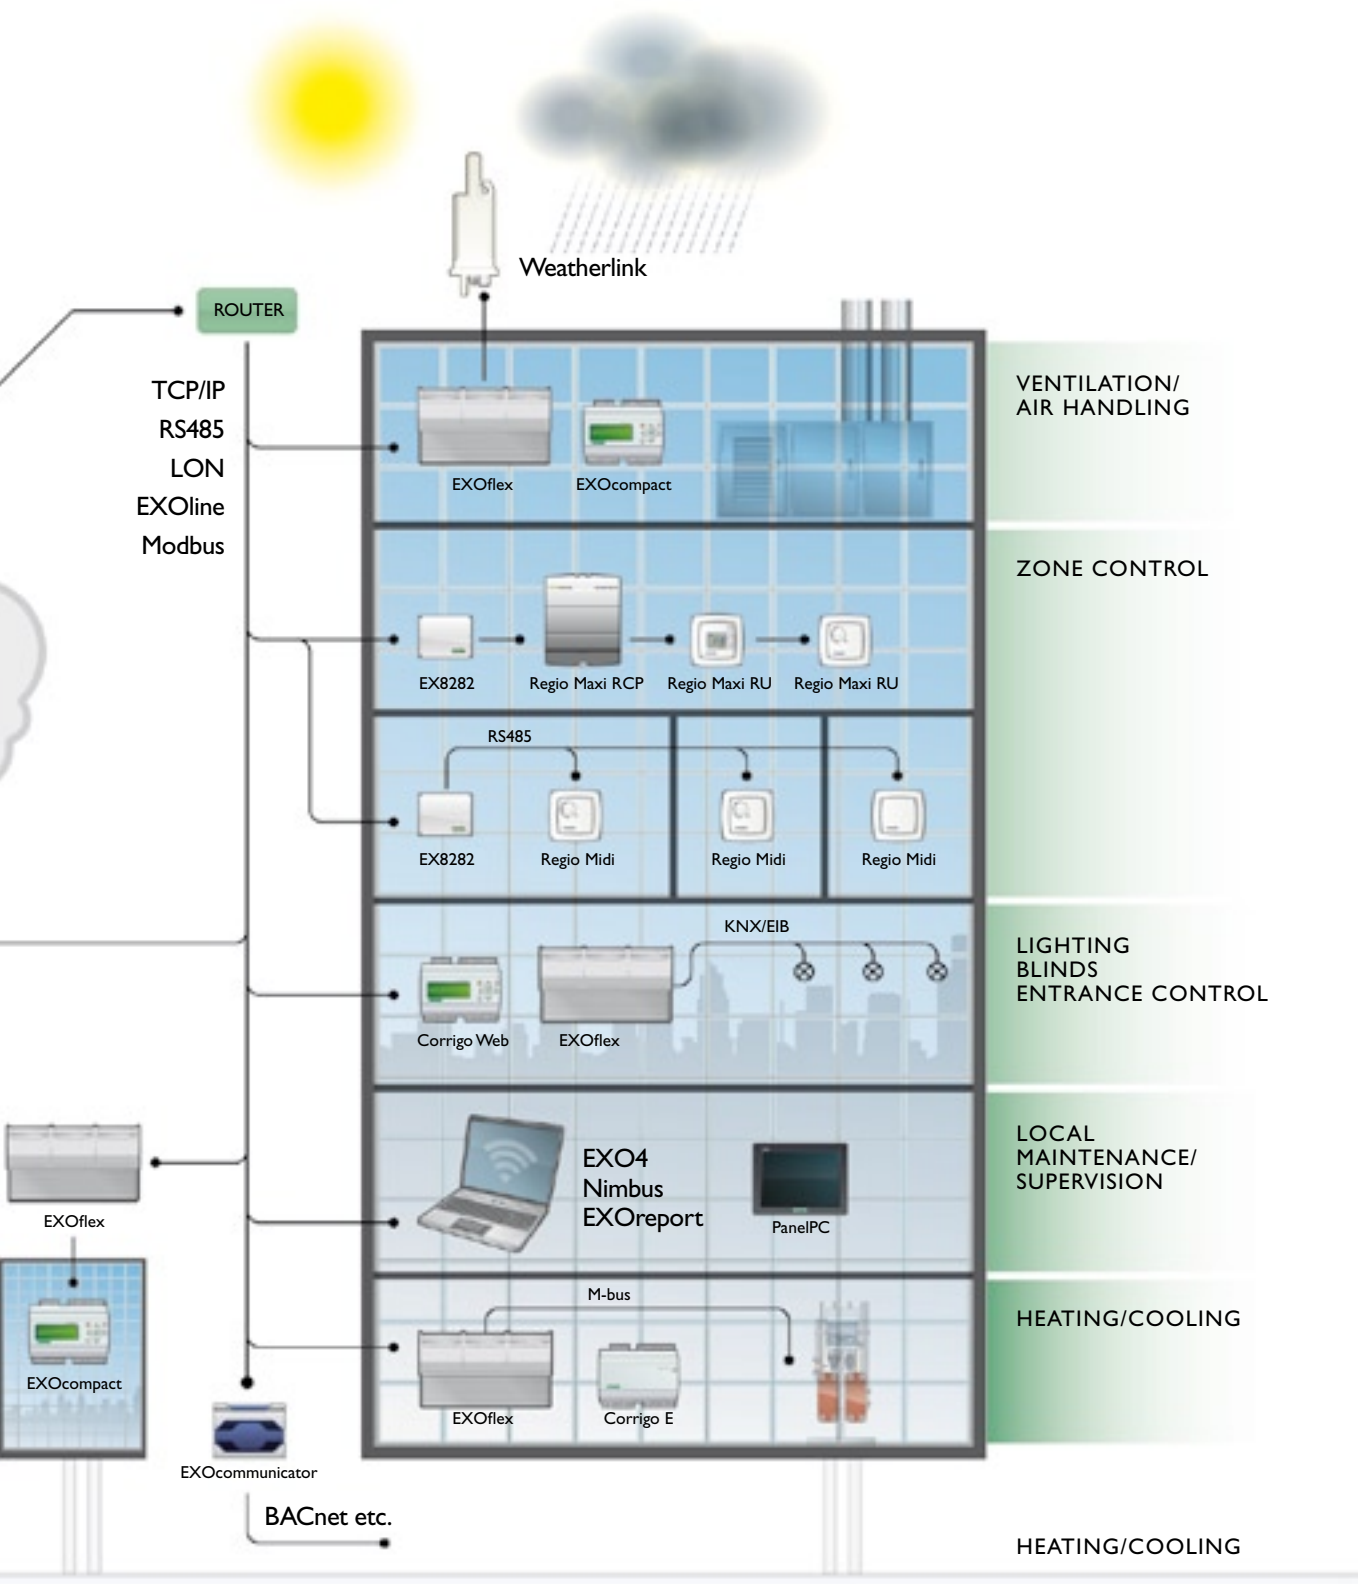 Weatherlink
ROUTER
TCP/IP
RS485
LON
EXOline
Modbus
EXOflex
EXOcompact
VENTILATION/
AIR HANDLING
ZONE CONTROL
EX8282
Regio Maxi RCP
Regio Maxi RU
Regio Maxi RU
RS485
EX8282
Regio Midi
Regio Midi
Regio Midi
KNX/EIB
Corrigo Web
EXOflex
LIGHTING
BLINDS
ENTRANCE CONTROL
EXO4
Nimbus
EXOreport
PanelPC
LOCAL
MAINTENANCE/
SUPERVISION
EXOflex
EXOcompact
M-bus
EXOflex
Corrigo E
HEATING/COOLING
EXOcommunicator
BACnet etc.
HEATING/COOLING